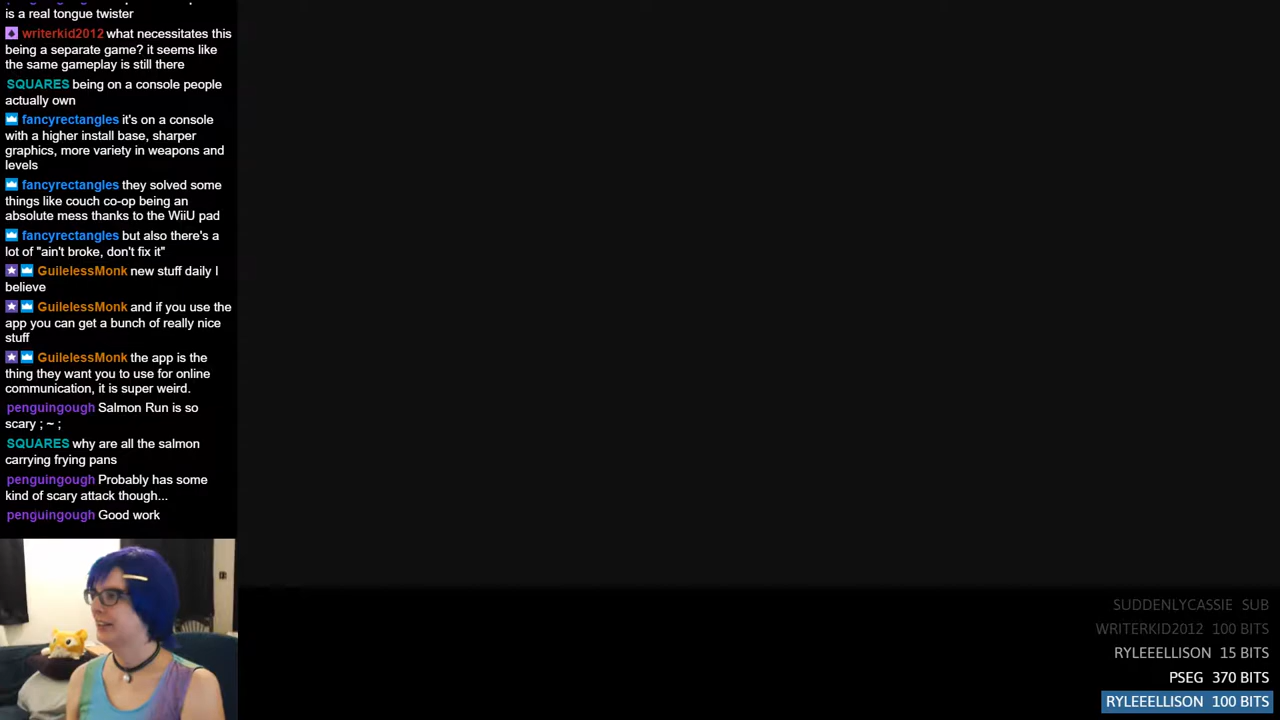 is a real tongue twister
writerkid2012 what necessitates this
being a separate game? it seems like
the same gameplay is still there
SQUARES being on a console people
actually own
fancyrectangles it's on a console
with a higher install base, sharper
graphics, more variety in weapons and
levels
fancyrectangles they solved some
things like couch co-op being an
absolute mess thanks to the WiiU pad
fancyrectangles but also there's a
lot of "ain't broke, don't fix it"
GuilelessMonk new stuff daily I
believe
GuilelessMonk and if you use the
app you can get a bunch of really nice
stuff
GuilelessMonk the app is the
thing they want you to use for online
communication, it is super weird.
penguingough Salmon Run is so
scary ; ~ ;
SQUARES why are all the salmon
carrying frying pans
penguingough Probably has some
kind of scary attack though...
penguingough Good work
SUDDENLYCASSIE SUB
WRITERKID2012 100 BITS
RYLEEELLISON 15 BITS
PSEG 370 BITS
RYLEEELLISON 100 BITS